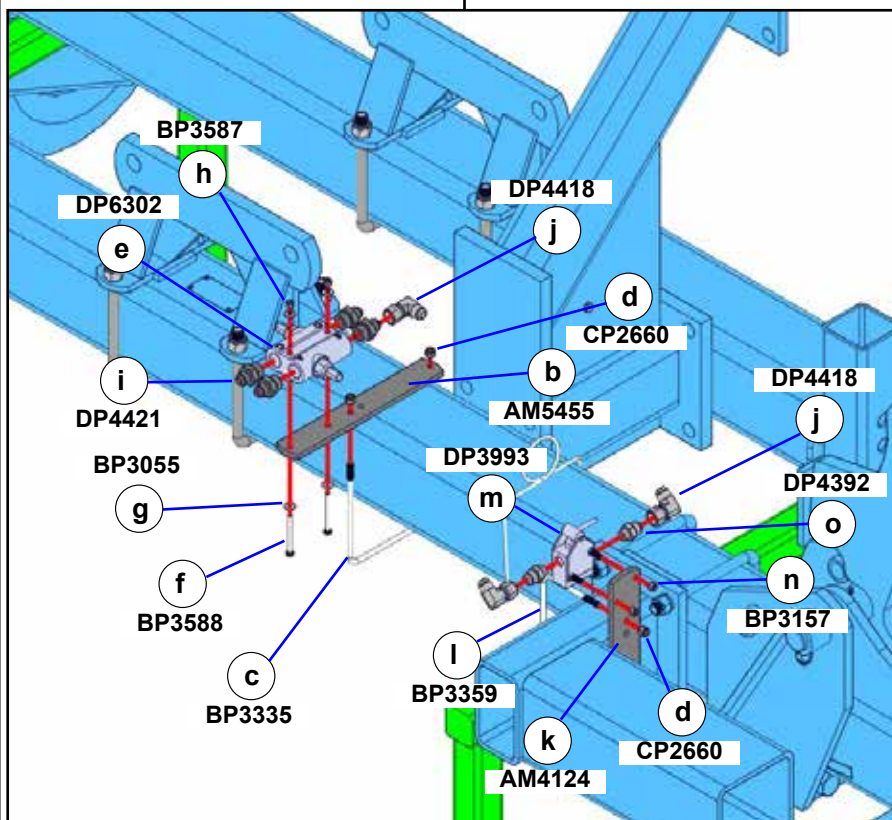 BP3587
h
DP6302
e
DP4418
j
d
CP2660
b
AM5455
i
DP4421
DP4418
j
BP3055
g
DP3993
m
DP4392
o
f
BP3588
n
BP3157
c
BP3335
l
BP3359
d
CP2660
k
AM4124